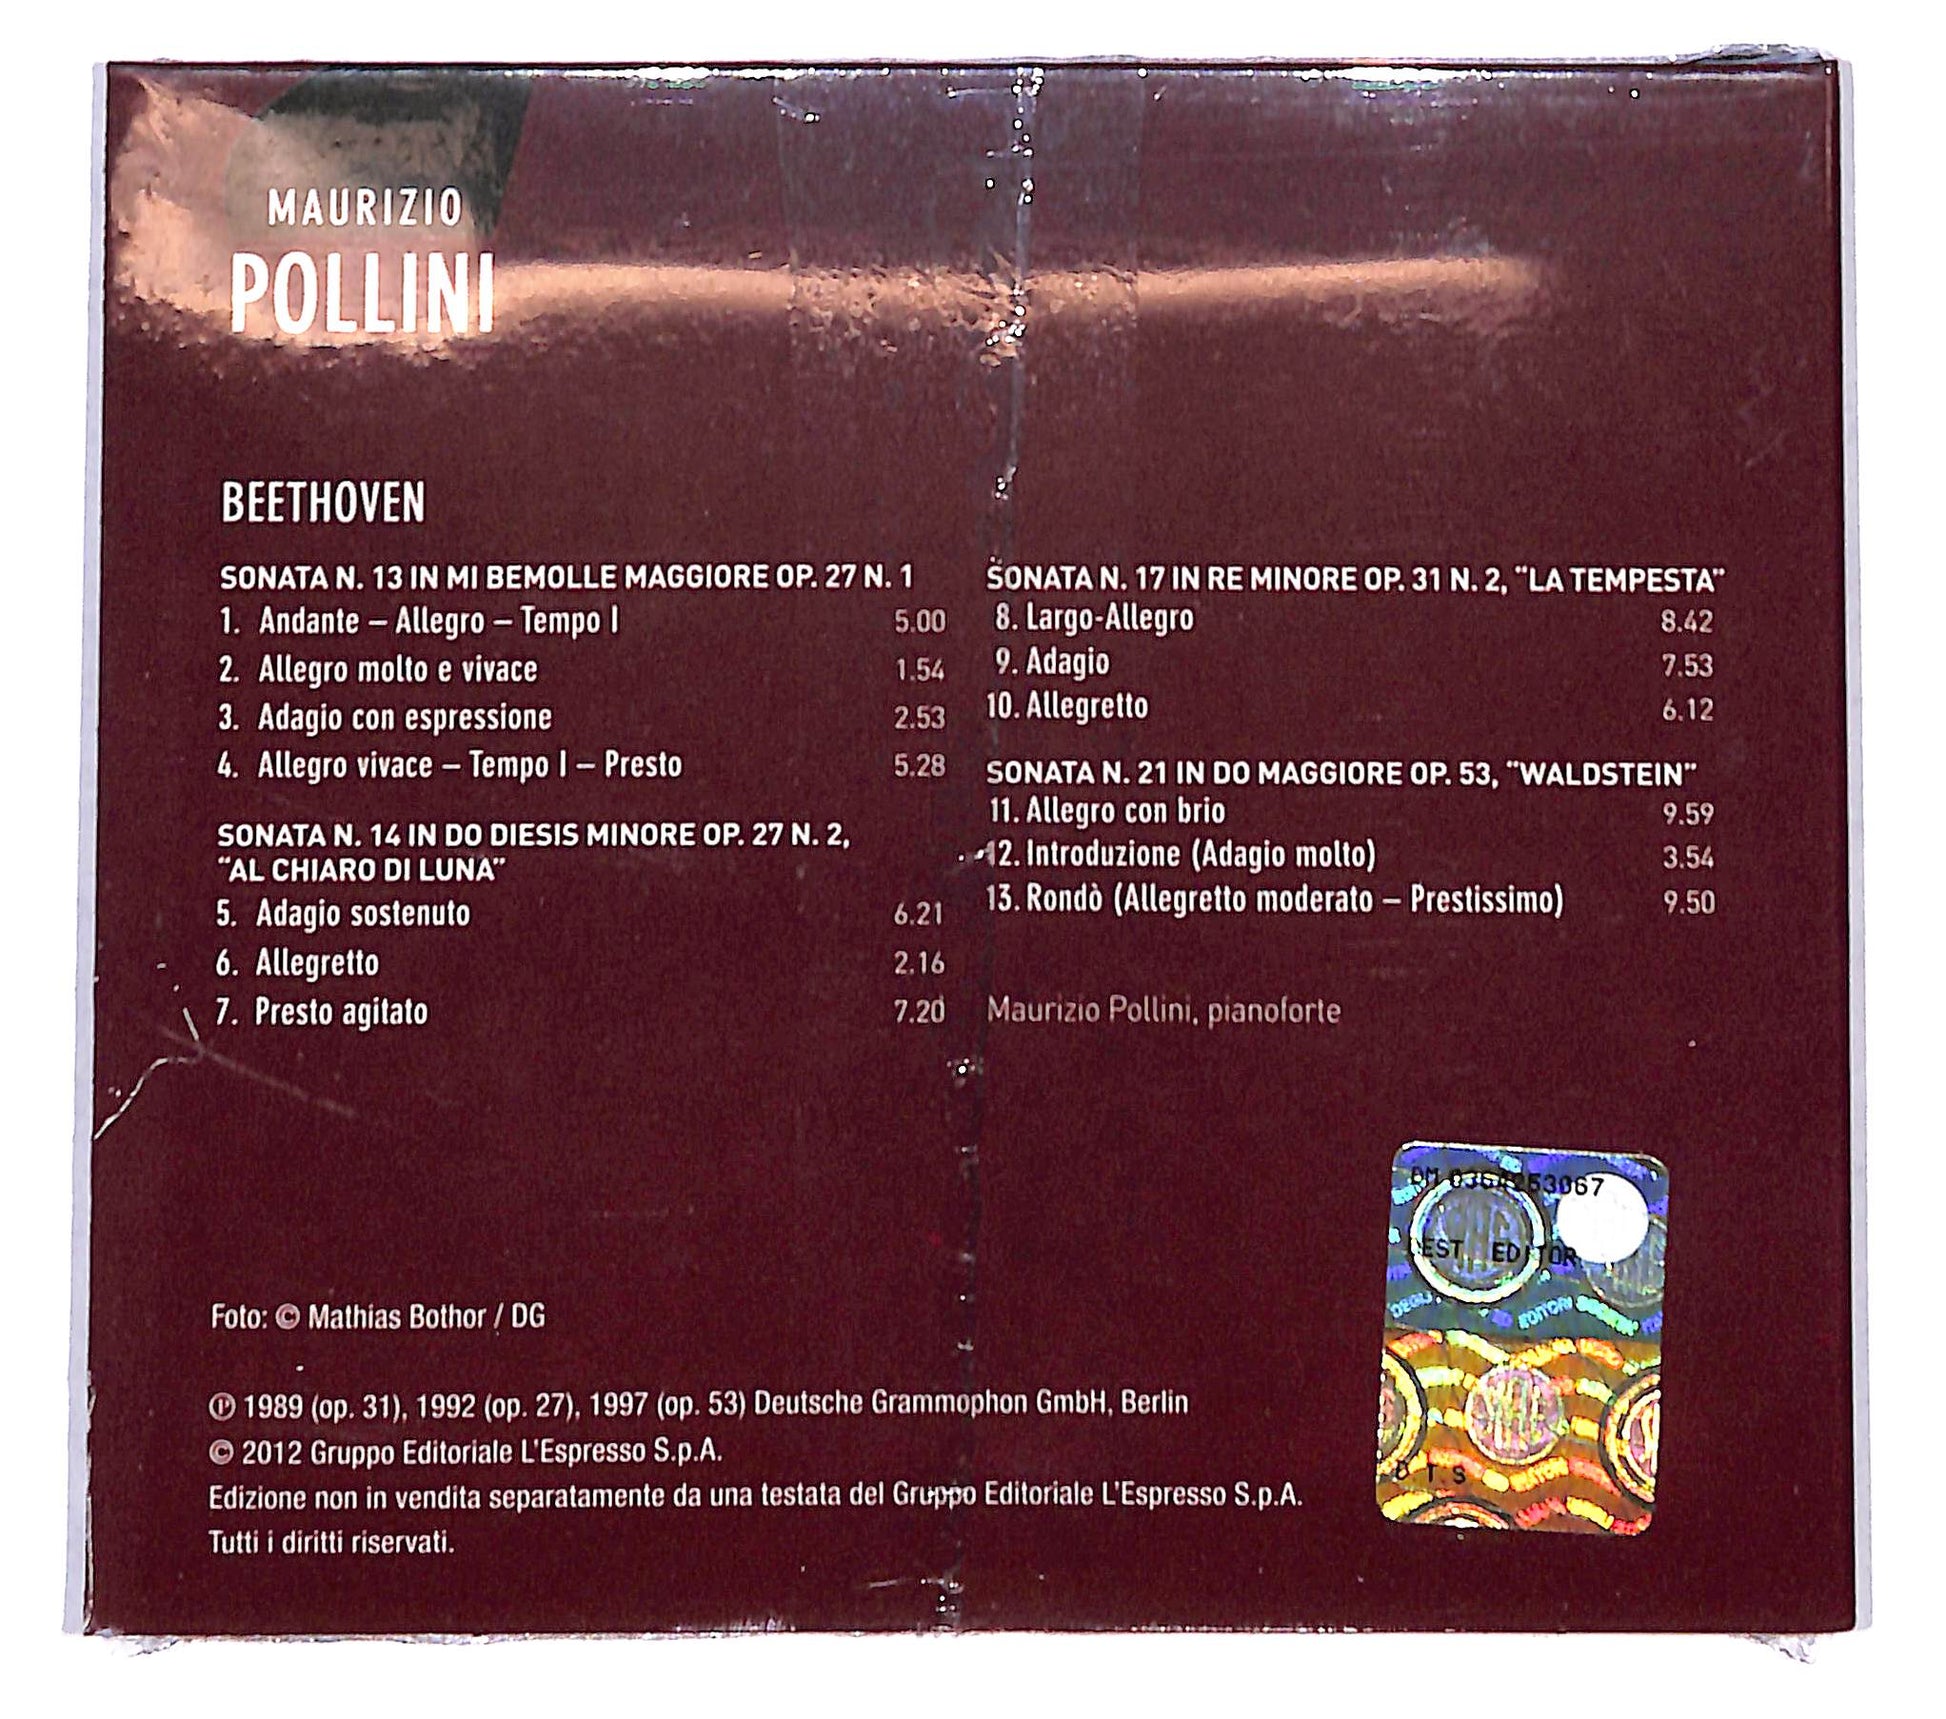 MAURIZIO
POLLINI
BEETHOVEN
SONATA N. 13 IN MI BEMOLLE MAGGIORE OP. 27 N. 1
1. Andante – Allegro – Tempo I 5.00
2. Allegro molto e vivace 1.54
3. Adagio con espressione 2.53
4. Allegro vivace – Tempo I – Presto 5.28
SONATA N. 14 IN DO DIESIS MINORE OP. 27 N. 2,
"AL CHIARO DI LUNA"
5. Adagio sostenuto 6.21
6. Allegretto 2.16
7. Presto agitato 7.20
SONATA N. 17 IN RE MINORE OP. 31 N. 2, "LA TEMPESTA"
8. Largo-Allegro 8.42
9. Adagio 7.53
10. Allegretto 6.12
SONATA N. 21 IN DO MAGGIORE OP. 53, "WALDSTEIN"
11. Allegro con brio 9.59
12. Introduzione (Adagio molto) 3.54
13. Rondò (Allegretto moderato – Prestissimo) 9.50
Maurizio Pollini, pianoforte
Foto: © Mathias Bothor / DG
℗ 1989 (op. 31), 1992 (op. 27), 1997 (op. 53) Deutsche Grammophon GmbH, Berlin
© 2012 Gruppo Editoriale L'Espresso S.p.A.
Edizione non in vendita separatamente da una testata del Gruppo Editoriale L'Espresso S.p.A.
Tutti i diritti riservati.
EDITOR
D.T.S